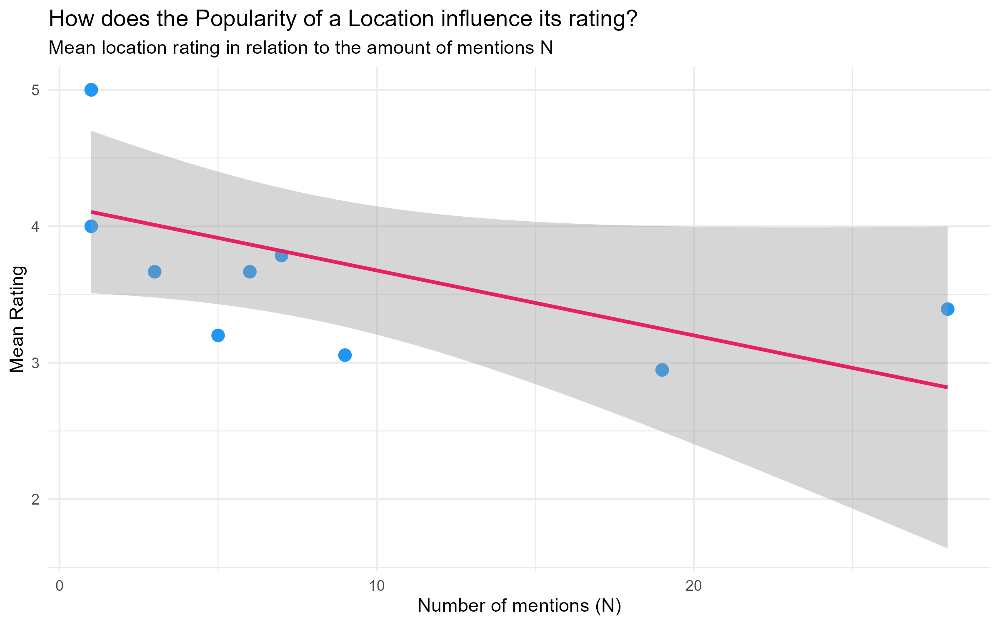 How does the Popularity of a Location influence its rating?
Mean location rating in relation to the amount of mentions N
5
4
3
2
Mean Rating
0 10 20
Number of mentions (N)